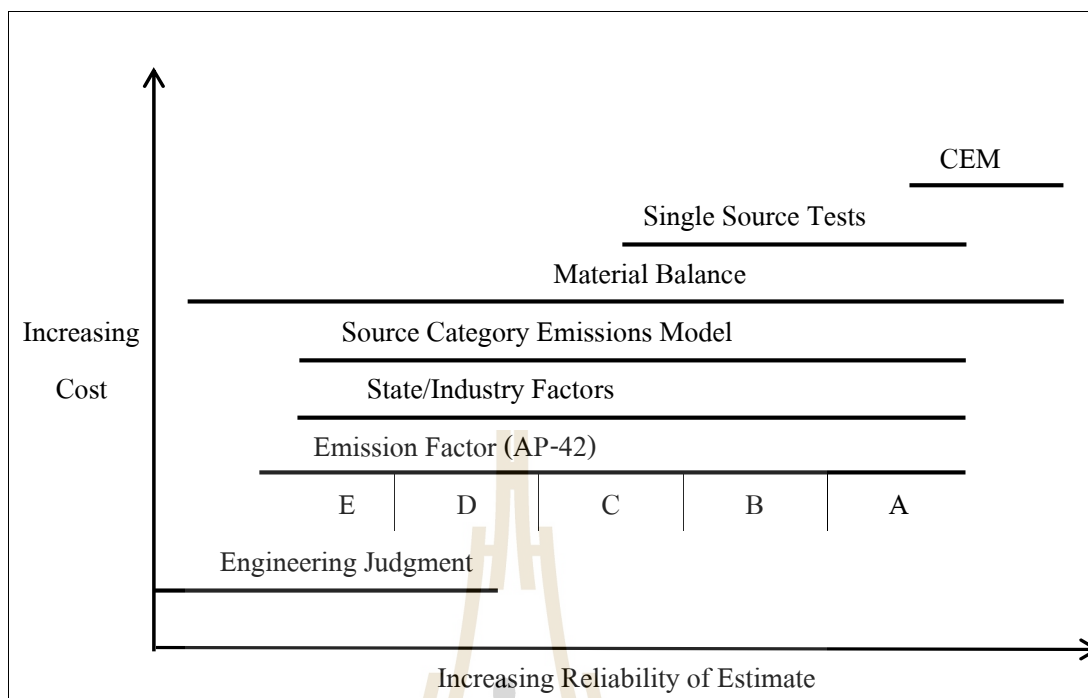 CEM
Single Source Tests
Material Balance
Increasing
Source Category Emissions Model
Cost
State/Industry Factors
Emission Factor (AP-42)
E D C B A
Engineering Judgment
Increasing Reliability of Estimate